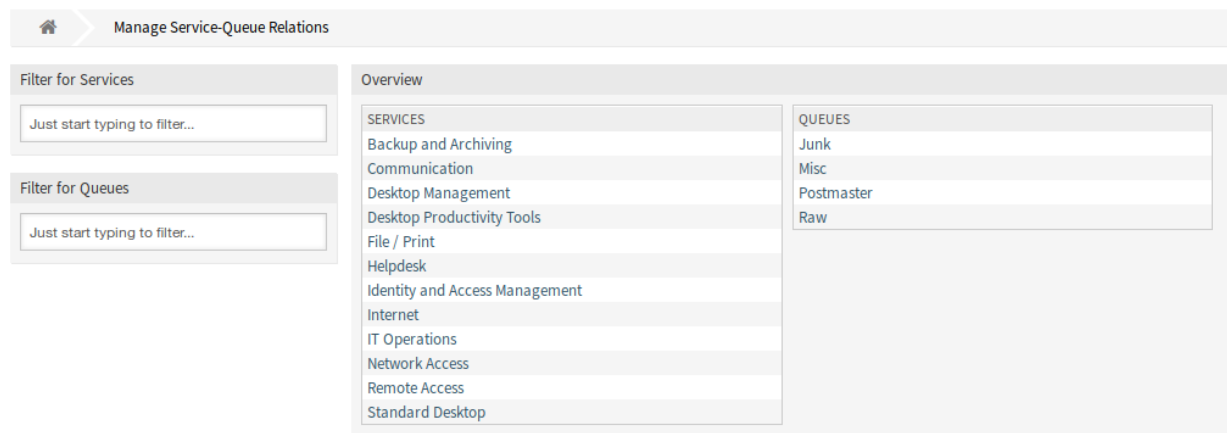 Manage Service-Queue Relations
Filter for Services
Just start typing to filter...
Filter for Queues
Just start typing to filter...
Overview
SERVICES
Backup and Archiving
Communication
Desktop Management
Desktop Productivity Tools
File / Print
Helpdesk
Identity and Access Management
Internet
IT Operations
Network Access
Remote Access
Standard Desktop
QUEUES
Junk
Misc
Postmaster
Raw